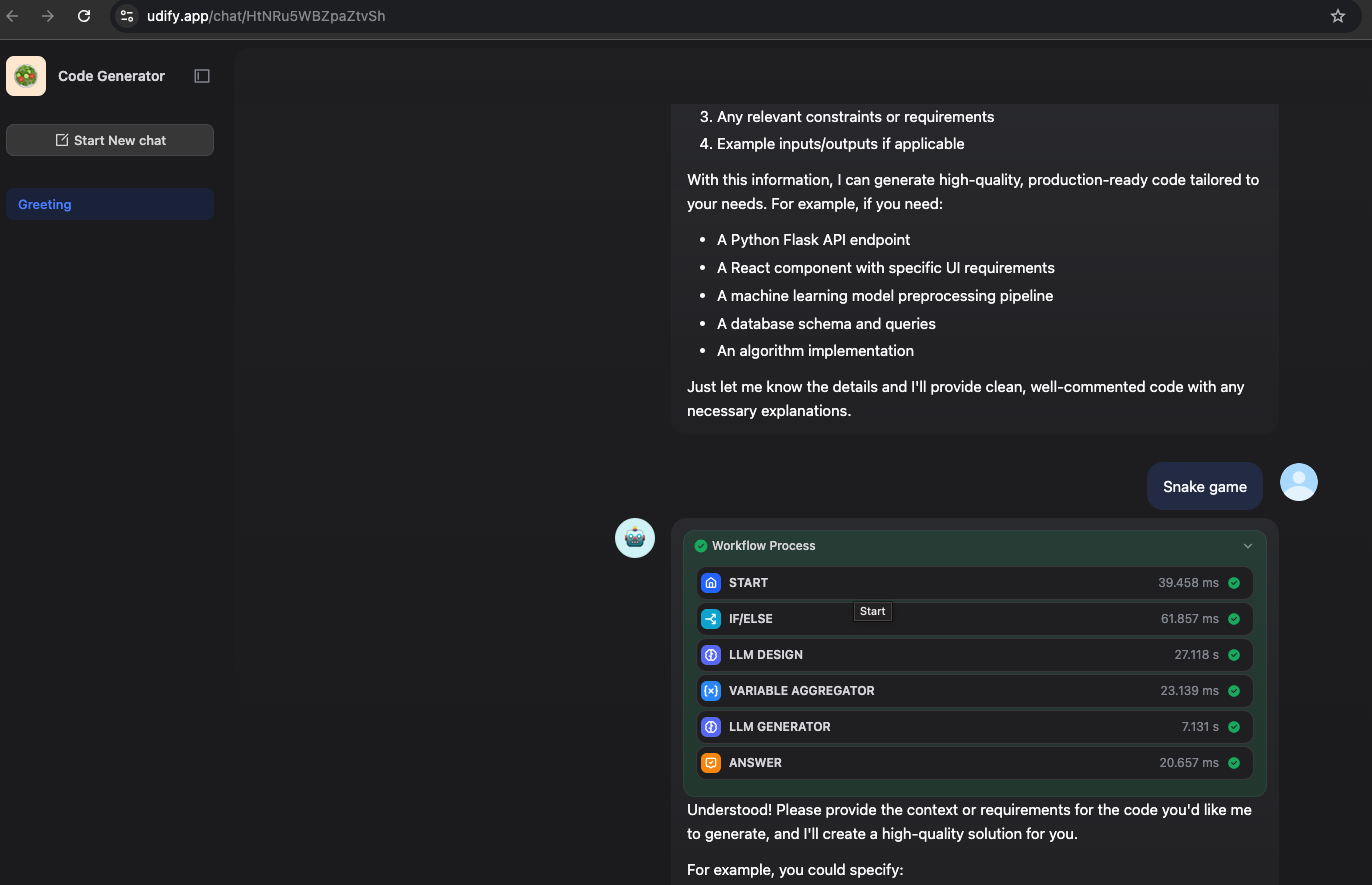 udify.app/chat/HtNRu5WBZpaZtvSh
Code Generator
Start New chat
Greeting
3. Any relevant constraints or requirements
4. Example inputs/outputs if applicable
With this information, I can generate high-quality, production-ready code tailored to
your needs. For example, if you need:
• A Python Flask API endpoint
• A React component with specific UI requirements
• A machine learning model preprocessing pipeline
• A database schema and queries
• An algorithm implementation
Just let me know the details and I'll provide clean, well-commented code with any
necessary explanations.
Snake game
Workflow Process
START 39.458 ms
Start
IF/ELSE 61.857 ms
LLM DESIGN 27.118 s
VARIABLE AGGREGATOR 23.139 ms
LLM GENERATOR 7.131 s
ANSWER 20.657 ms
Understood! Please provide the context or requirements for the code you'd like me
to generate, and I'll create a high-quality solution for you.
For example, you could specify: